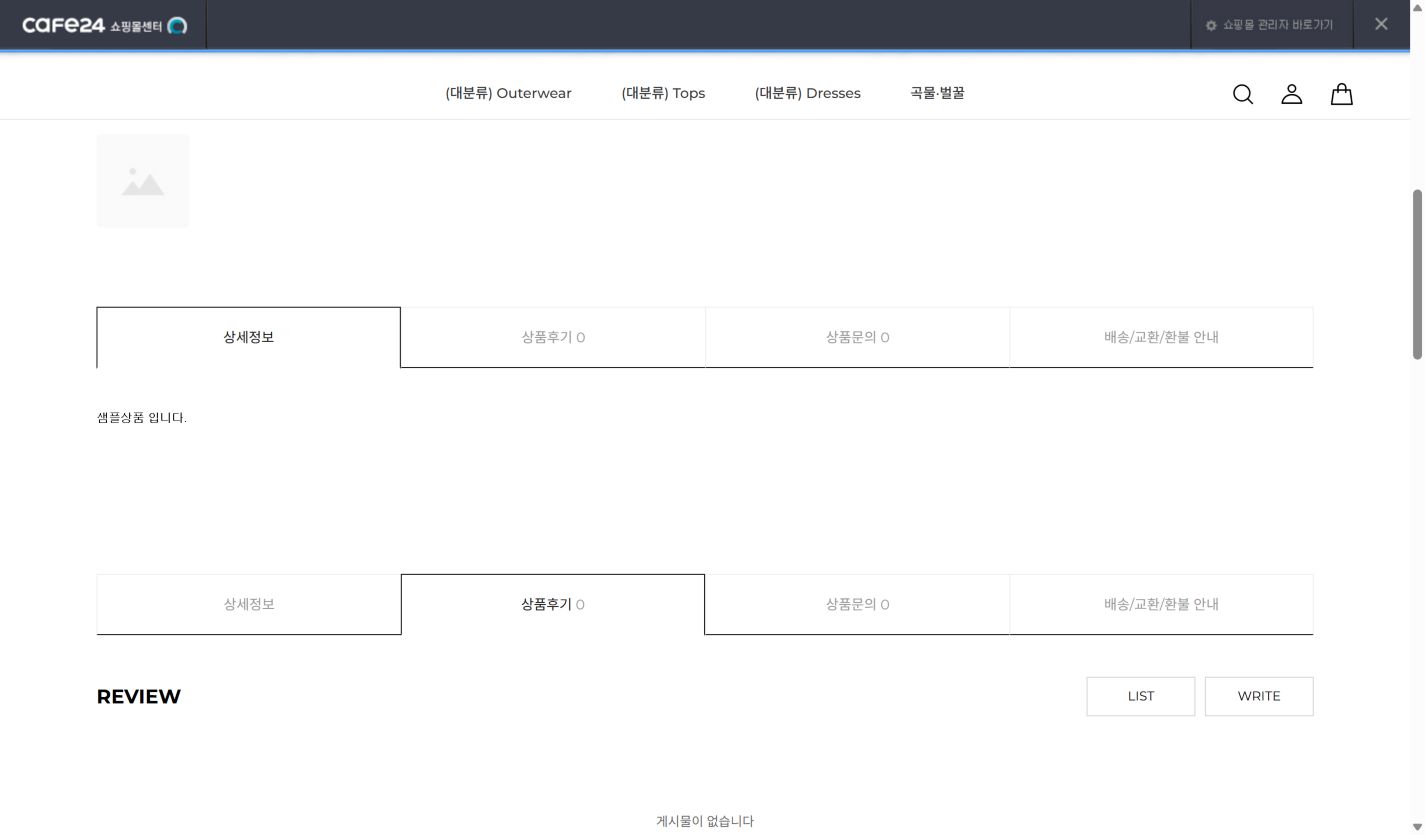 cafe24 쇼핑몰센터
쇼핑몰 관리자 바로가기
(대분류) Outerwear (대분류) Tops (대분류) Dresses 곡물·벌꿀
상세정보 상품후기 0 상품문의 0 배송/교환/환불 안내
샘플상품 입니다.
상세정보 상품후기 0 상품문의 0 배송/교환/환불 안내
REVIEW LIST WRITE
게시물이 없습니다